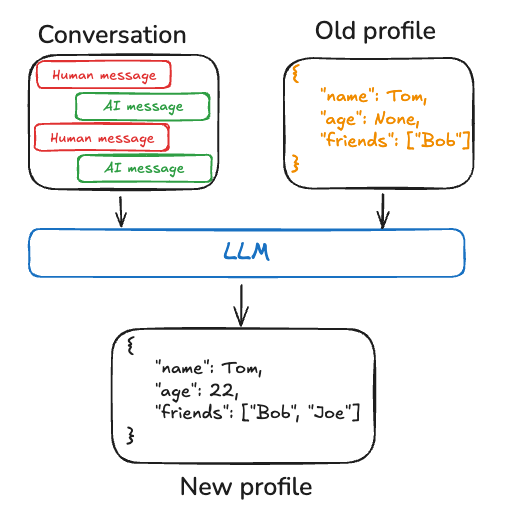 Conversation
Human message
AI message
Human message
AI message
Old profile
{
"name": Tom,
"age": None,
"friends": ["Bob"]
}
LLM
{
"name": Tom,
"age": 22,
"friends": ["Bob", "Joe"]
}
New profile